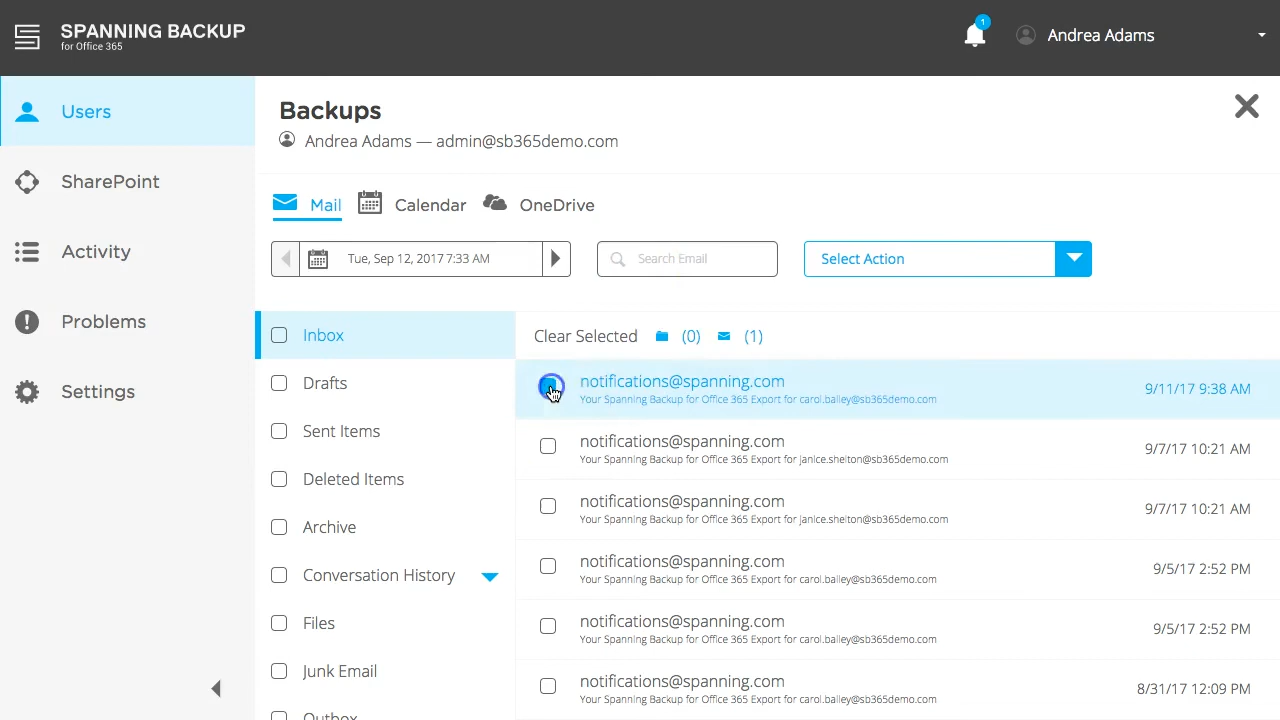 SPANNING BACKUP
for Office 365
1
Andrea Adams
Users
SharePoint
Activity
Problems
Settings
Backups
Andrea Adams — admin@sb365demo.com
Mail
Calendar
OneDrive
Tue, Sep 12, 2017 7:33 AM
Search Email
Select Action
Inbox
Drafts
Sent Items
Deleted Items
Archive
Conversation History
Files
Junk Email
Outbox
Clear Selected (0) (1)
notifications@spanning.com
9/11/17 9:38 AM
Your Spanning Backup for Office 365 Export for carol.bailey@sb365demo.com
notifications@spanning.com
9/7/17 10:21 AM
Your Spanning Backup for Office 365 Export for janice.shelton@sb365demo.com
notifications@spanning.com
9/7/17 10:21 AM
Your Spanning Backup for Office 365 Export for janice.shelton@sb365demo.com
notifications@spanning.com
9/5/17 2:52 PM
Your Spanning Backup for Office 365 Export for carol.bailey@sb365demo.com
notifications@spanning.com
9/5/17 2:52 PM
Your Spanning Backup for Office 365 Export for carol.bailey@sb365demo.com
notifications@spanning.com
8/31/17 12:09 PM
Your Spanning Backup for Office 365 Export for carol.bailey@sb365demo.com